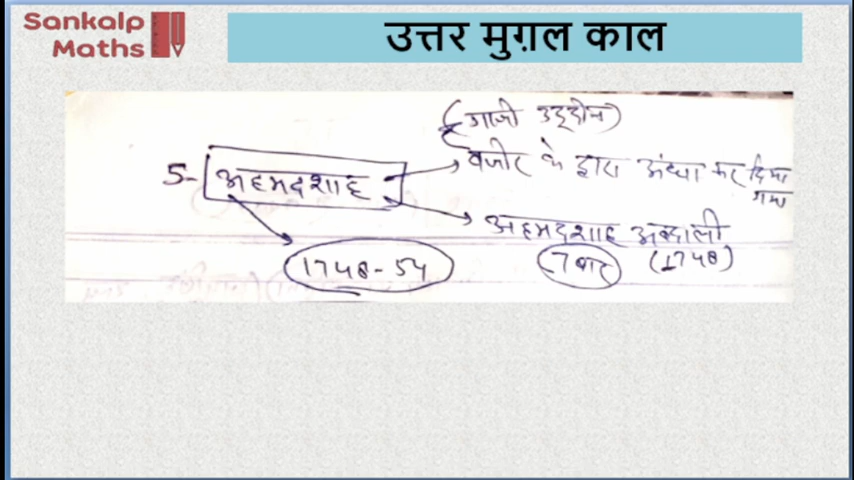 Sankalp
Maths
उत्तर मुग़ल काल
(गाजी उद्दीन)
5- अहमदशाह
वजीर के द्वारा अंधा कर दिया
गया
अहमदशाह अब्दाली
1748-54
7 बार (1748)